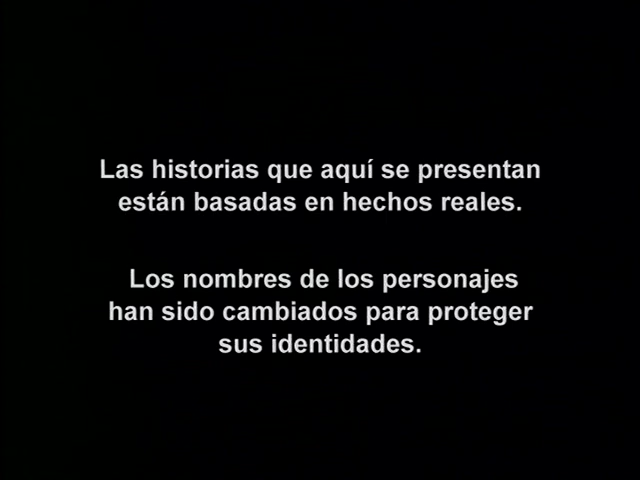 Las historias que aquí se presentan
están basadas en hechos reales.
Los nombres de los personajes
han sido cambiados para proteger
sus identidades.